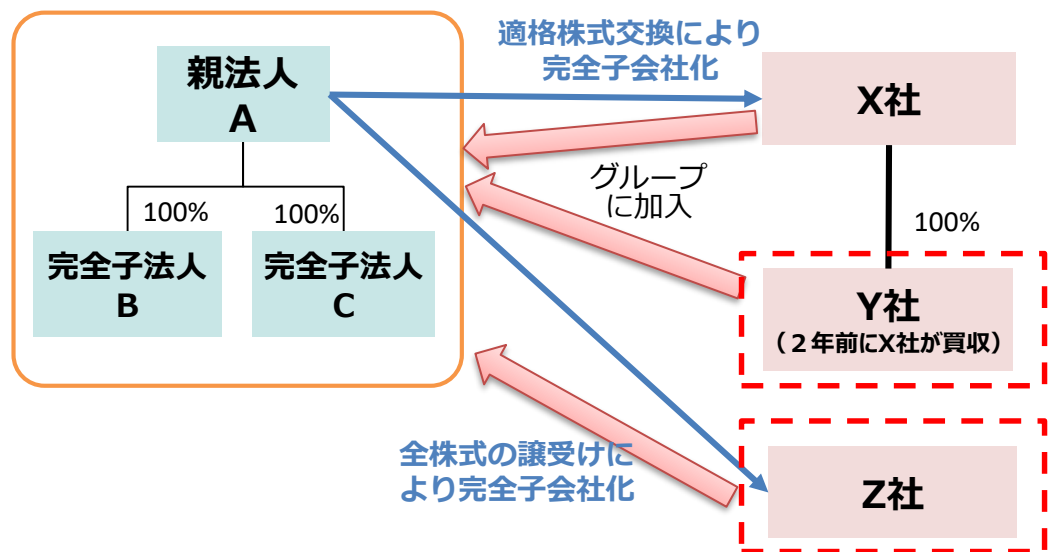 適格株式交換により
完全子会社化
親法人
A
X社
グループ
に加入
100%
100%
100%
完全子法人
B
完全子法人
C
Y社
（２年前にX社が買収）
全株式の譲受けに
より完全子会社化
Z社